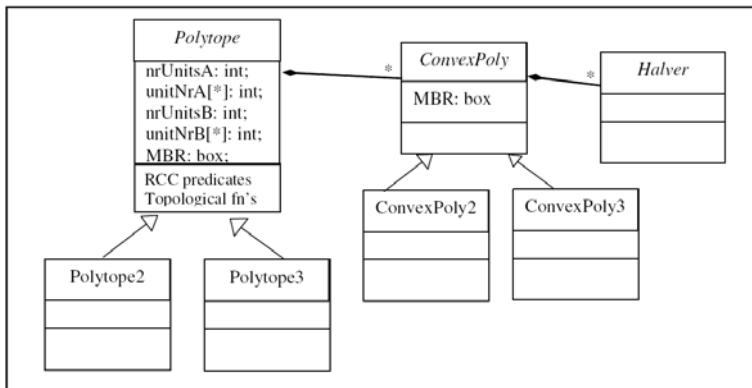 Polytope
nrUnitsA: int;
unitNrA[*]: int;
nrUnitsB: int;
unitNrB[*]: int;
MBR: box;
RCC predicates
Topological fn's
*
ConvexPoly
MBR: box
*
Halver
ConvexPoly2
ConvexPoly3
Polytope2
Polytope3